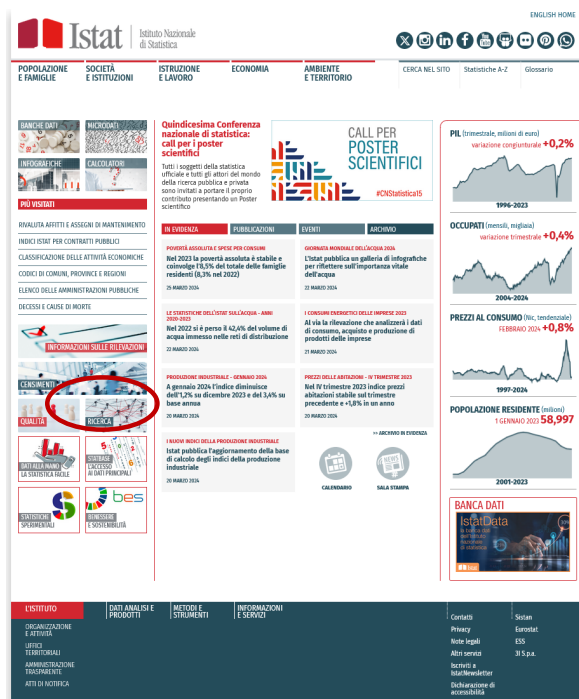 ENGLISH HOME
Istat
Istituto Nazionale
di Statistica
POPOLAZIONE
E FAMIGLIE
SOCIETÀ
E ISTITUZIONI
ISTRUZIONE
E LAVORO
ECONOMIA
AMBIENTE
E TERRITORIO
CERCA NEL SITO
Statistiche A-Z
Glossario
BANCHE DATI
MICRODATI
INFOGRAFICHE
CALCOLATORI
PIÙ VISITATI
RIVALUTA AFFITTI E ASSEGNI DI MANTENIMENTO
INDICI ISTAT PER CONTRATTI PUBBLICI
CLASSIFICAZIONE DELLE ATTIVITÀ ECONOMICHE
CODICI DI COMUNI, PROVINCE E REGIONI
ELENCO DELLE AMMINISTRAZIONI PUBBLICHE
DECESSI E CAUSE DI MORTE
INFORMAZIONI SULLE RILEVAZIONI
CENSIMENTI
QUALITÀ
RICERCA
DATI ALLA MANO
LA STATISTICA FACILE
STATBASE
L'ACCESSO
AI DATI PRINCIPALI
STATISTICHE
SPERIMENTALI
bes
BENESSERE
E SOSTENIBILITÀ
Quindicesima Conferenza
nazionale di statistica:
call per i poster
scientifici
Tutti i soggetti della statistica
ufficiale e tutti gli attori del mondo
della ricerca pubblica e privata
sono invitati a portare il proprio
contributo presentando un Poster
scientifico
CALL PER
POSTER
SCIENTIFICI
#CNStatistica15
IN EVIDENZA
PUBBLICAZIONI
EVENTI
ARCHIVIO
POVERTÀ ASSOLUTA E SPESE PER CONSUMI
Nel 2023 la povertà assoluta è stabile e
coinvolge l'8,5% del totale delle famiglie
residenti (8,3% nel 2022)
25 MARZO 2024
GIORNATA MONDIALE DELL'ACQUA 2024
L'Istat pubblica un galleria di infografiche
per riflettere sull'importanza vitale
dell'acqua
22 MARZO 2024
LE STATISTICHE DELL'ISTAT SULL'ACQUA - ANNI
2020-2023
Nel 2022 si è perso il 42,4% del volume di
acqua immesso nelle reti di distribuzione
22 MARZO 2024
I CONSUMI ENERGETICI DELLE IMPRESE 2023
Al via la rilevazione che analizzerà i dati
di consumo, acquisto e produzione di
prodotti delle imprese
21 MARZO 2024
PRODUZIONE INDUSTRIALE - GENNAIO 2024
A gennaio 2024 l'indice diminuisce
dell'1,2% su dicembre 2023 e del 3,4% su
base annua
20 MARZO 2024
PREZZI DELLE ABITAZIONI - IV TRIMESTRE 2023
Nel IV trimestre 2023 indice prezzi
abitazioni stabile sul trimestre
precedente e +1,8% in un anno
20 MARZO 2024
I NUOVI INDICI DELLA PRODUZIONE INDUSTRIALE
Istat pubblica l'aggiornamento della base
di calcolo degli indici della produzione
industriale
20 MARZO 2024
>> ARCHIVIO IN EVIDENZA
NEWS
CALENDARIO
SALA STAMPA
PIL (trimestrale, milioni di euro)
variazione congiunturale +0,2%
1996-2023
OCCUPATI (mensili, migliaia)
variazione trimestrale +0,4%
2004-2024
PREZZI AL CONSUMO (Nic, tendenziale)
FEBBRAIO 2024 +0,8%
1997-2024
POPOLAZIONE RESIDENTE (milioni)
1 GENNAIO 2023 58,997
2001-2023
BANCA DATI
IstatData
la banca dati
dell'Istituto
nazionale
di statistica
L'ISTITUTO
DATI ANALISI E
PRODOTTI
METODI E
STRUMENTI
INFORMAZIONI
E SERVIZI
ORGANIZZAZIONE
E ATTIVITÀ
UFFICI
TERRITORIALI
AMMINISTRAZIONE
TRASPARENTE
ATTI DI NOTIFICA
Contatti
Privacy
Note legali
Altri servizi
Iscriviti a
IstatNewsletter
Dichiarazione di
accessibilità
Sistan
Eurostat
ESS
3I S.p.a.